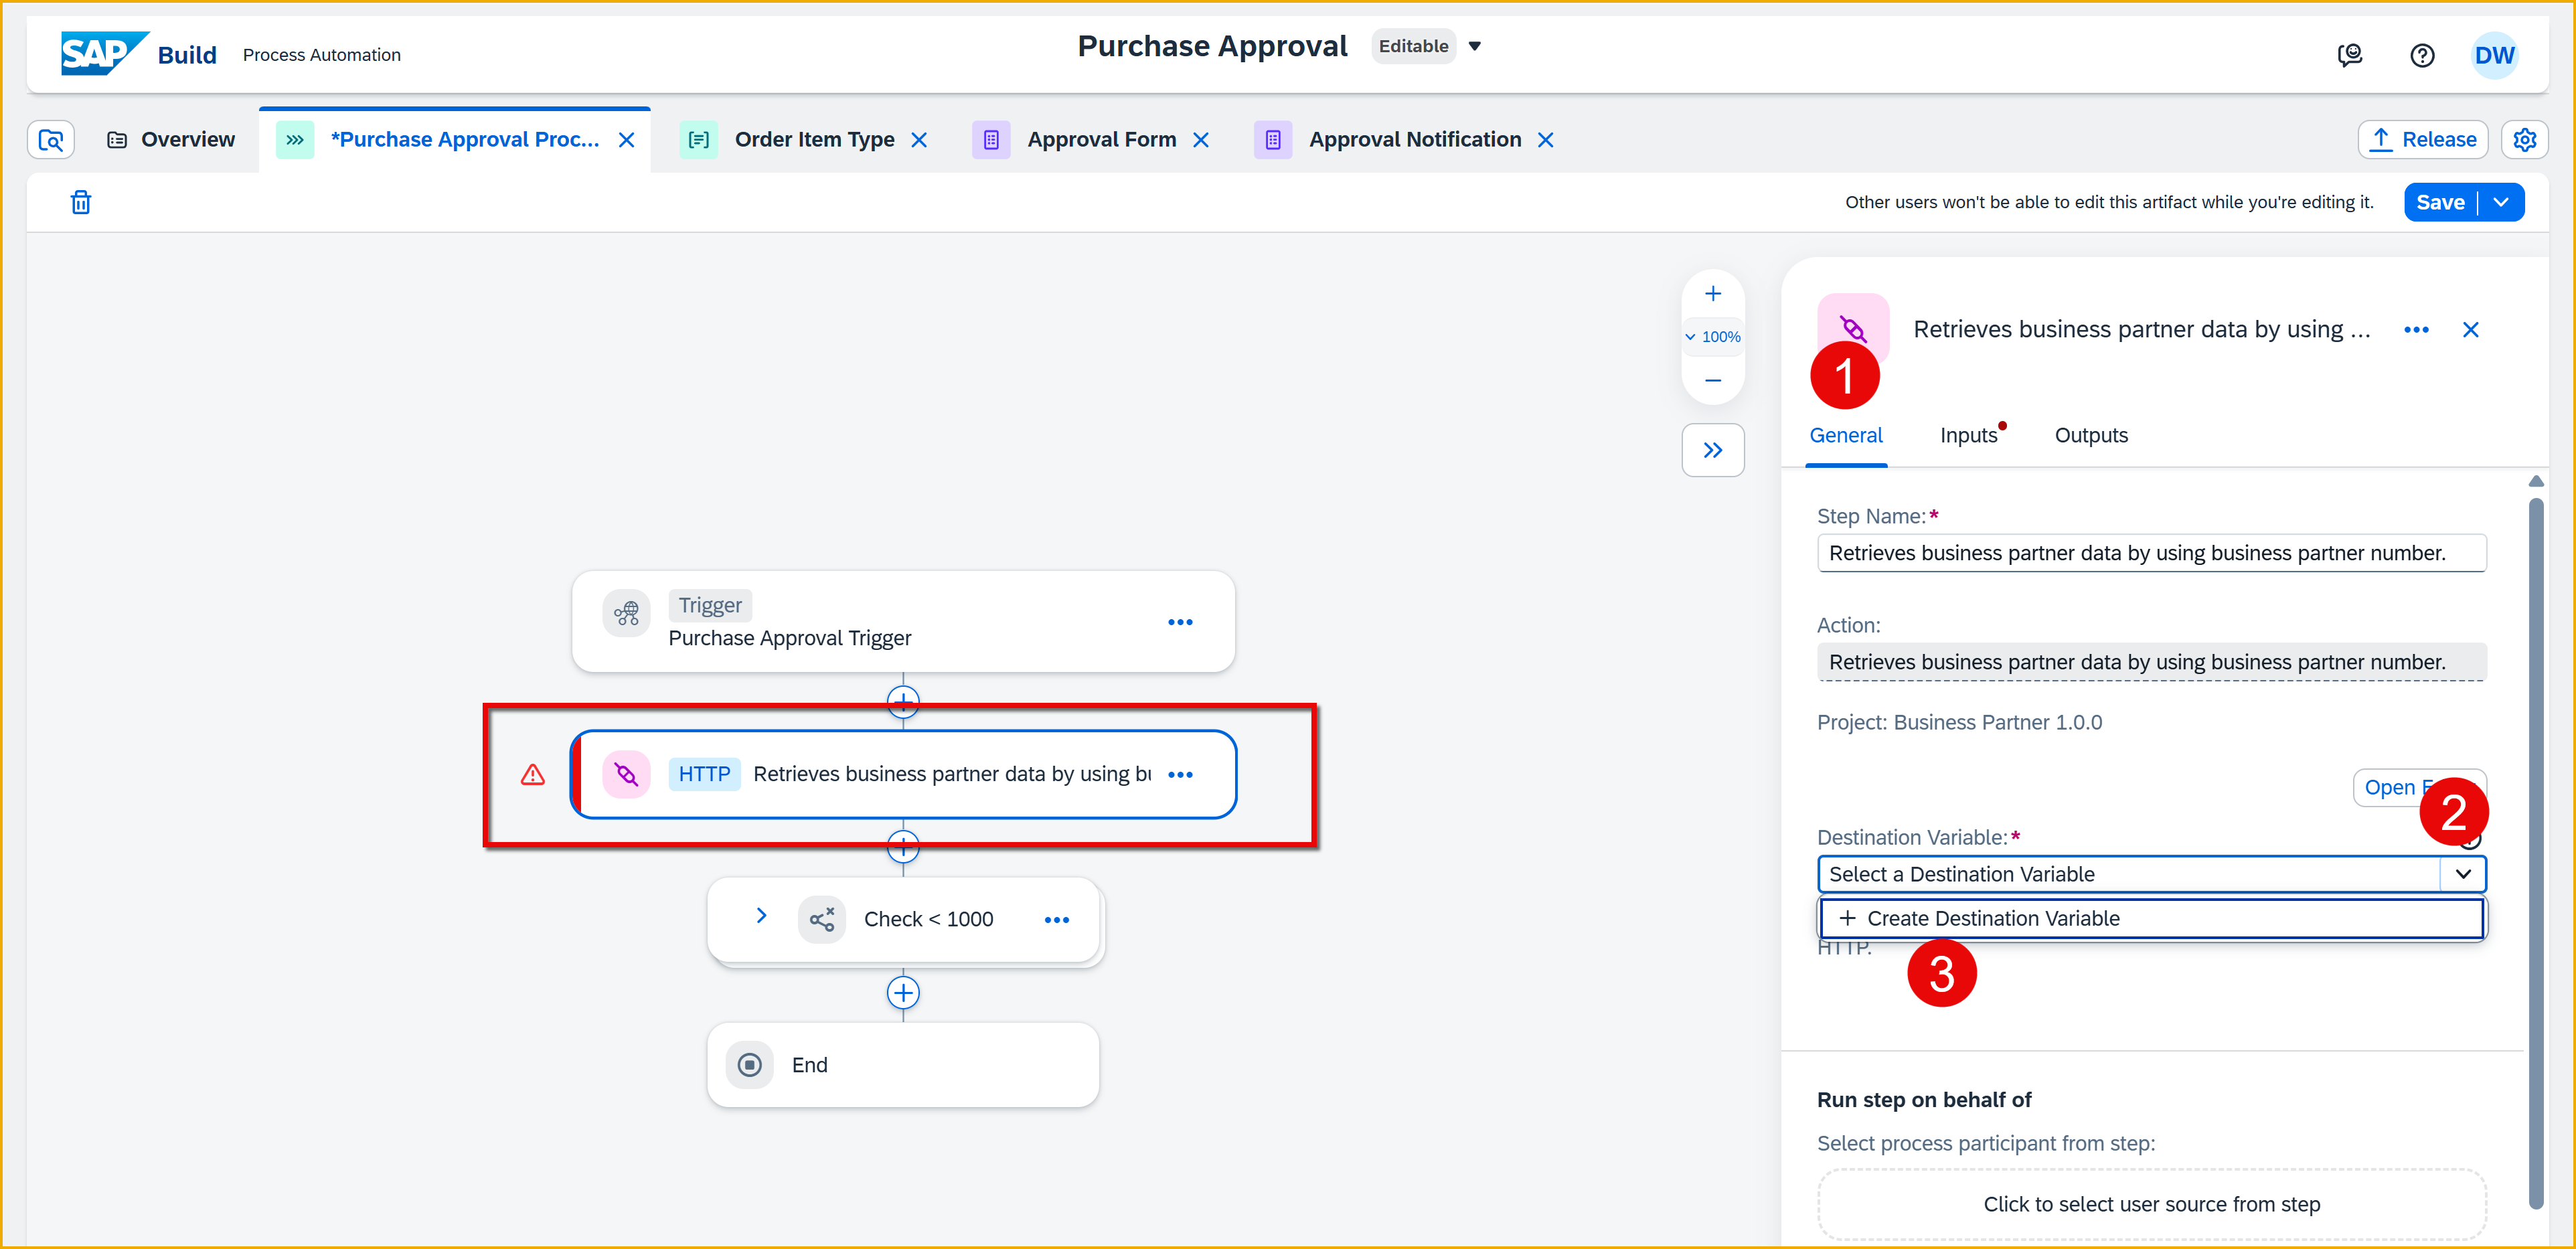 SAP Build Process Automation
Purchase Approval Editable
DW
Overview
*Purchase Approval Proc...
Order Item Type
Approval Form
Approval Notification
Release
Other users won't be able to edit this artifact while you're editing it.
Save
100%
Trigger
Purchase Approval Trigger
HTTP Retrieves business partner data by using
Check < 1000
End
Retrieves business partner data by using ...
1
General
Inputs
Outputs
Step Name:*
Retrieves business partner data by using business partner number.
Action:
Retrieves business partner data by using business partner number.
Project: Business Partner 1.0.0
Open
2
Destination Variable:*
Select a Destination Variable
+ Create Destination Variable
HTTP.
3
Run step on behalf of
Select process participant from step:
Click to select user source from step